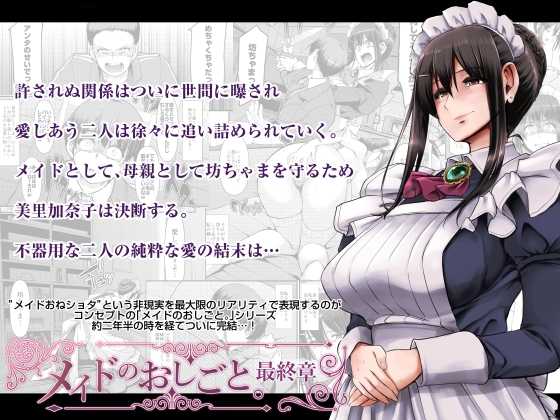 許されぬ関係はついに世間に曝され
愛しあう二人は徐々に追い詰められていく。
メイドとして、母親として坊ちゃまを守るため
美里加奈子は決断する。
不器用な二人の純粋な愛の結末は…
"メイドおねショタ"という非現実を最大限のリアリティで表現するのが
コンセプトの「メイドのおしごと。」シリーズ
約二年半の時を経てついに完結…！
メイドのおしごと。最終章